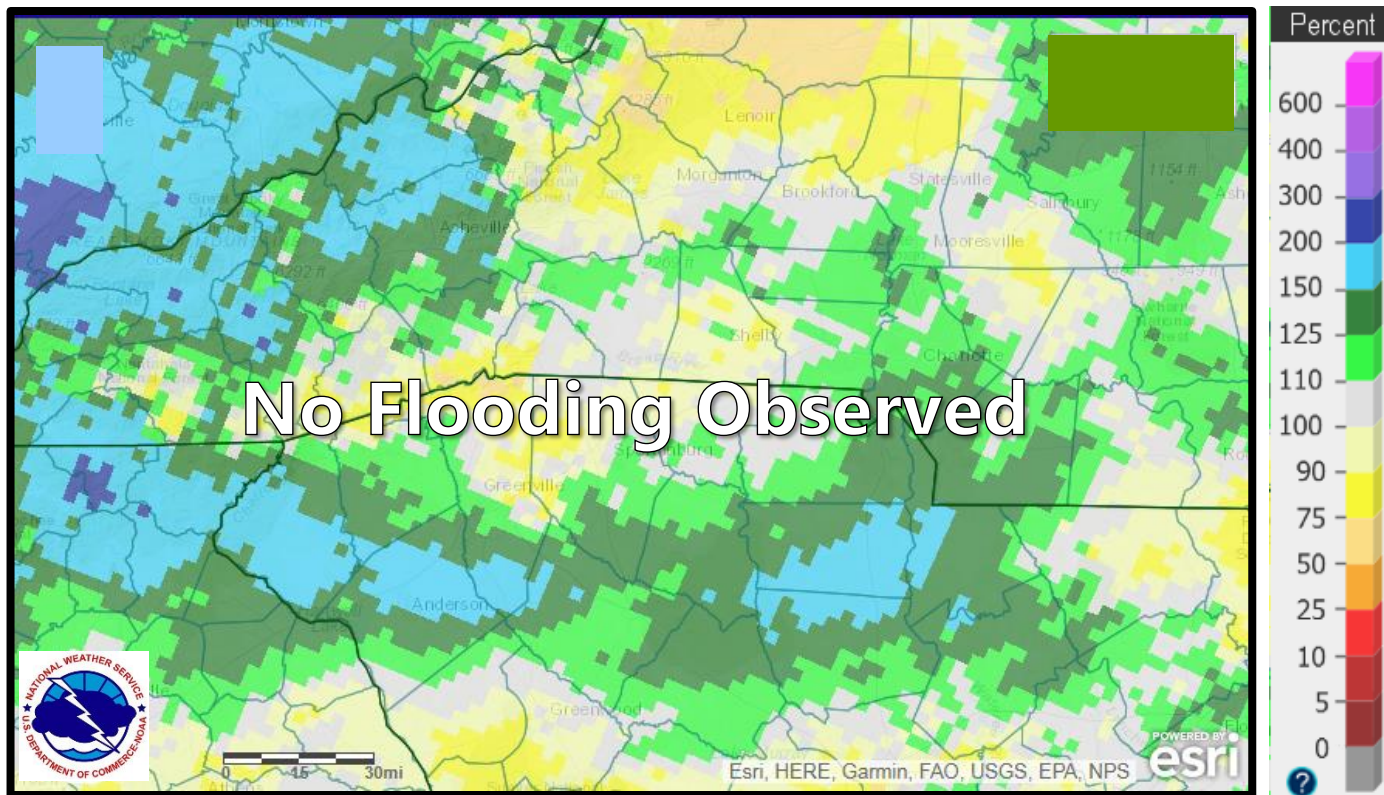 Percent
600
400
300
200
150
125
110
100
90
75
50
25
10
5
0
?
Lenoir
Morganton
Brookford
Statesville
Salisbury
1154 ft
Asheville
Mooresville
Shelby
Charlotte
No Flooding Observed
Greenville
Anderson
Greenwood
NATIONAL WEATHER SERVICE
U.S. DEPARTMENT OF COMMERCE-NOAA
0 15 30mi
Esri, HERE, Garmin, FAO, USGS, EPA, NPS
POWERED BY
esri